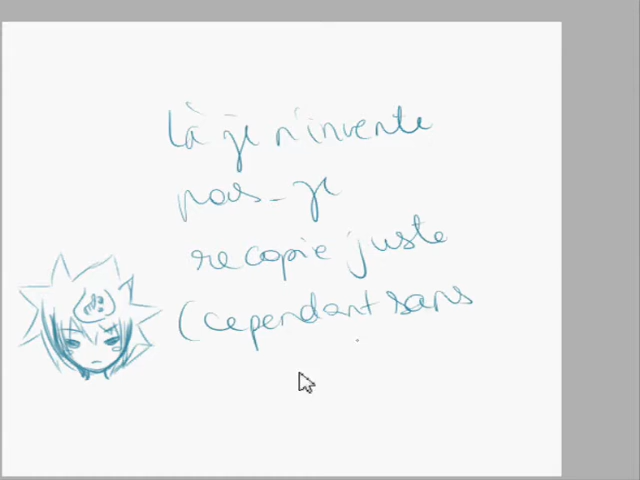 là je n'invente
pas - je
recopie juste
(cependant sans